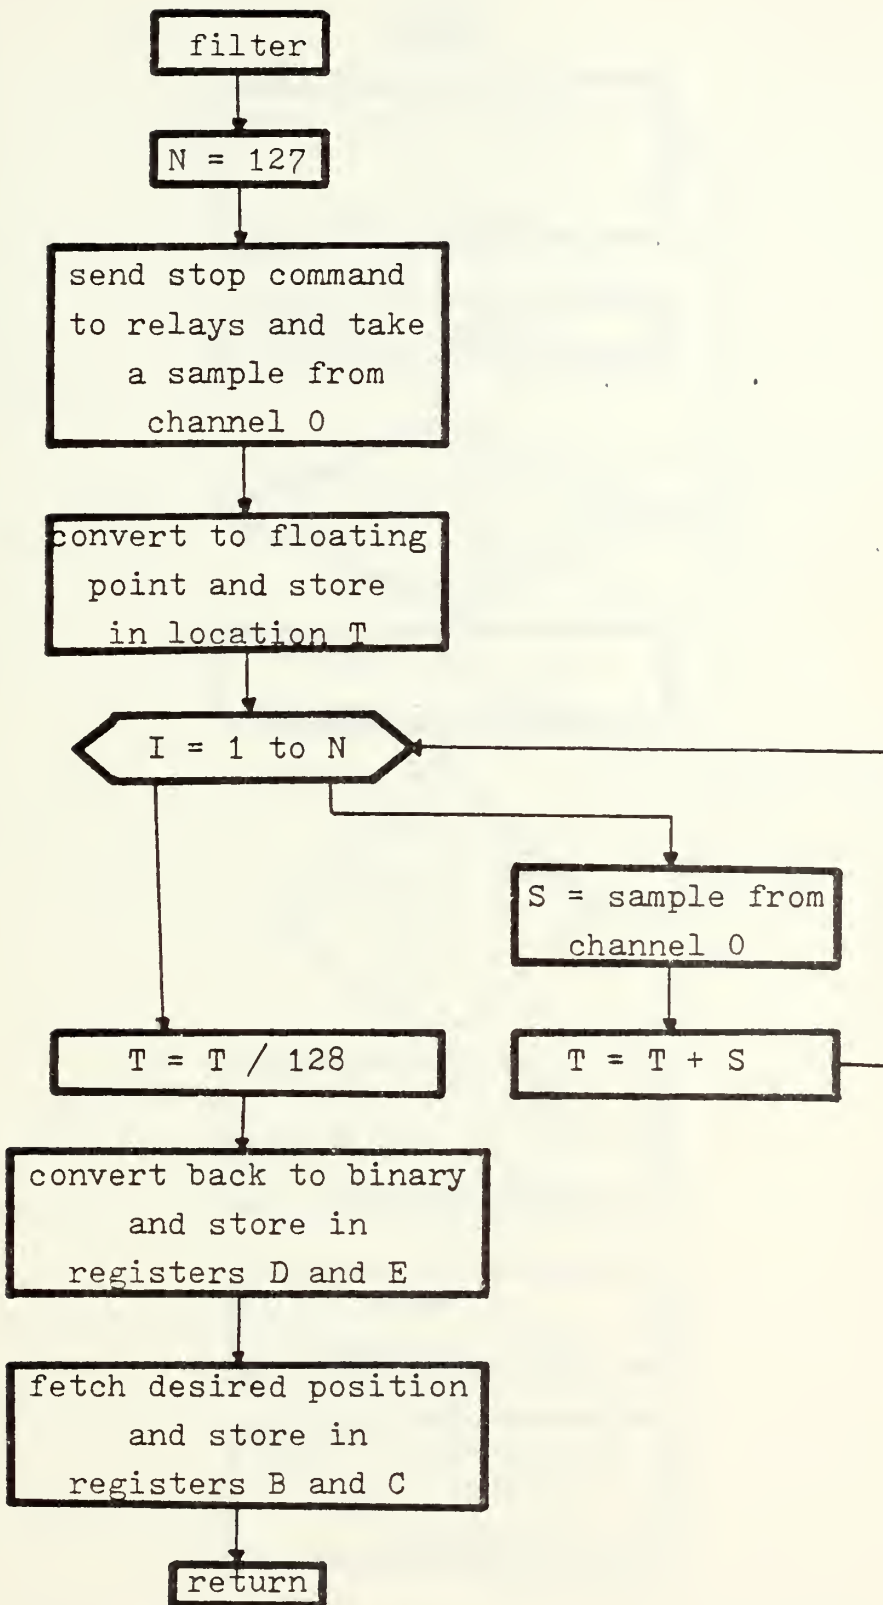 filter
N = 127
send stop command
to relays and take
a sample from
channel 0
convert to floating
point and store
in location T
I = 1 to N
S = sample from
channel 0
T = T + S
T = T / 128
convert back to binary
and store in
registers D and E
fetch desired position
and store in
registers B and C
return